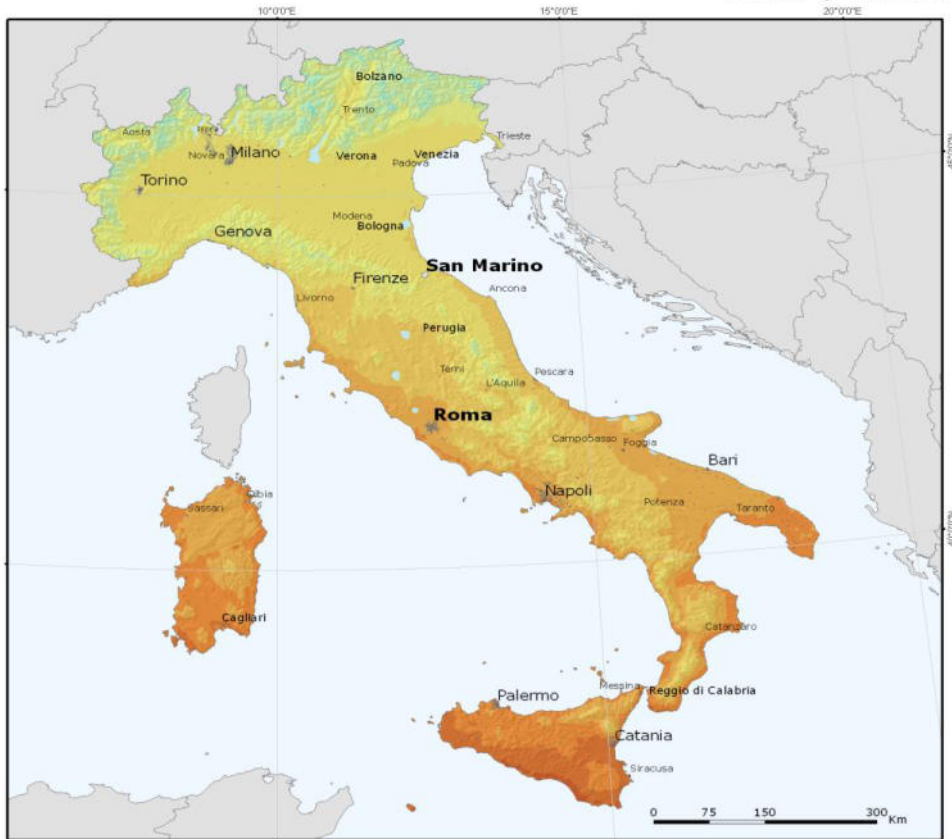 10°0'0"E 15°0'0"E 20°0'0"E
Bolzano
Trento
Aosta
Trieste
Novara
Milano
Verona
Venezia
Padova
Torino
Modena
Bologna
Genova
San Marino
Firenze
Ancona
Livorno
Perugia
Terni
L'Aquila
Pescara
Roma
Campobasso
Foggia
Bari
Napoli
Olbia
Sassari
Potenza
Taranto
Cagliari
Catanzaro
Messina
Reggio di Calabria
Palermo
Catania
Siracusa
0 75 150 300 Km